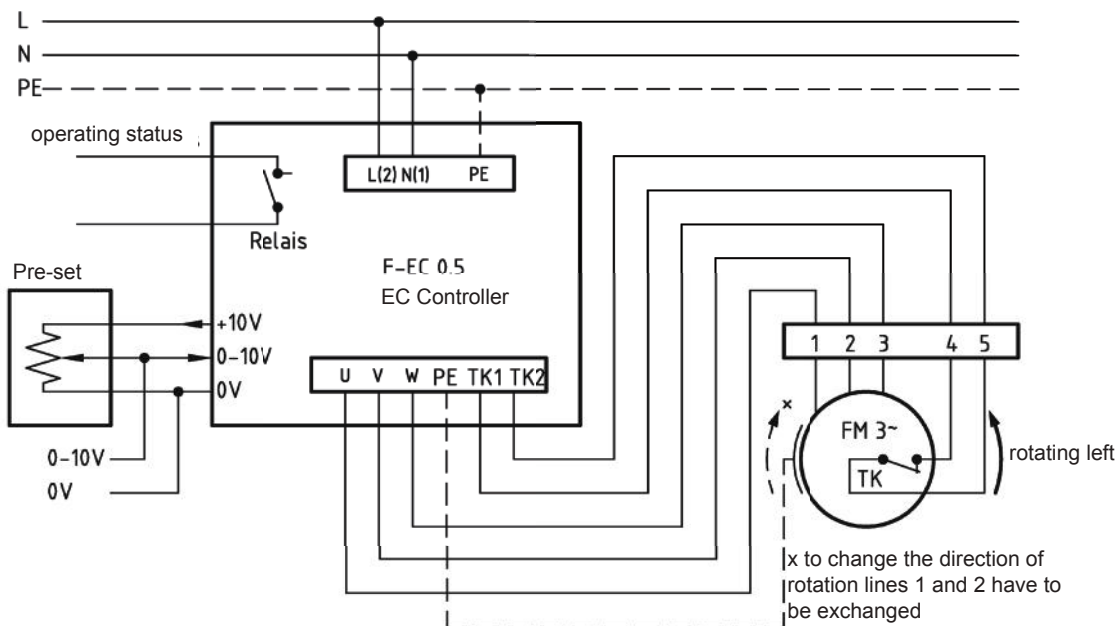 L
N
PE
operating status
L(2) N(1) PE
Relais
F-EC 0.5
EC Controller
Pre-set
+10V
0-10V
0V
U V W PE TK1 TK2
0-10V
0V
1 2 3 4 5
x
FM 3~
TK
rotating left
x to change the direction of
rotation lines 1 and 2 have to
be exchanged